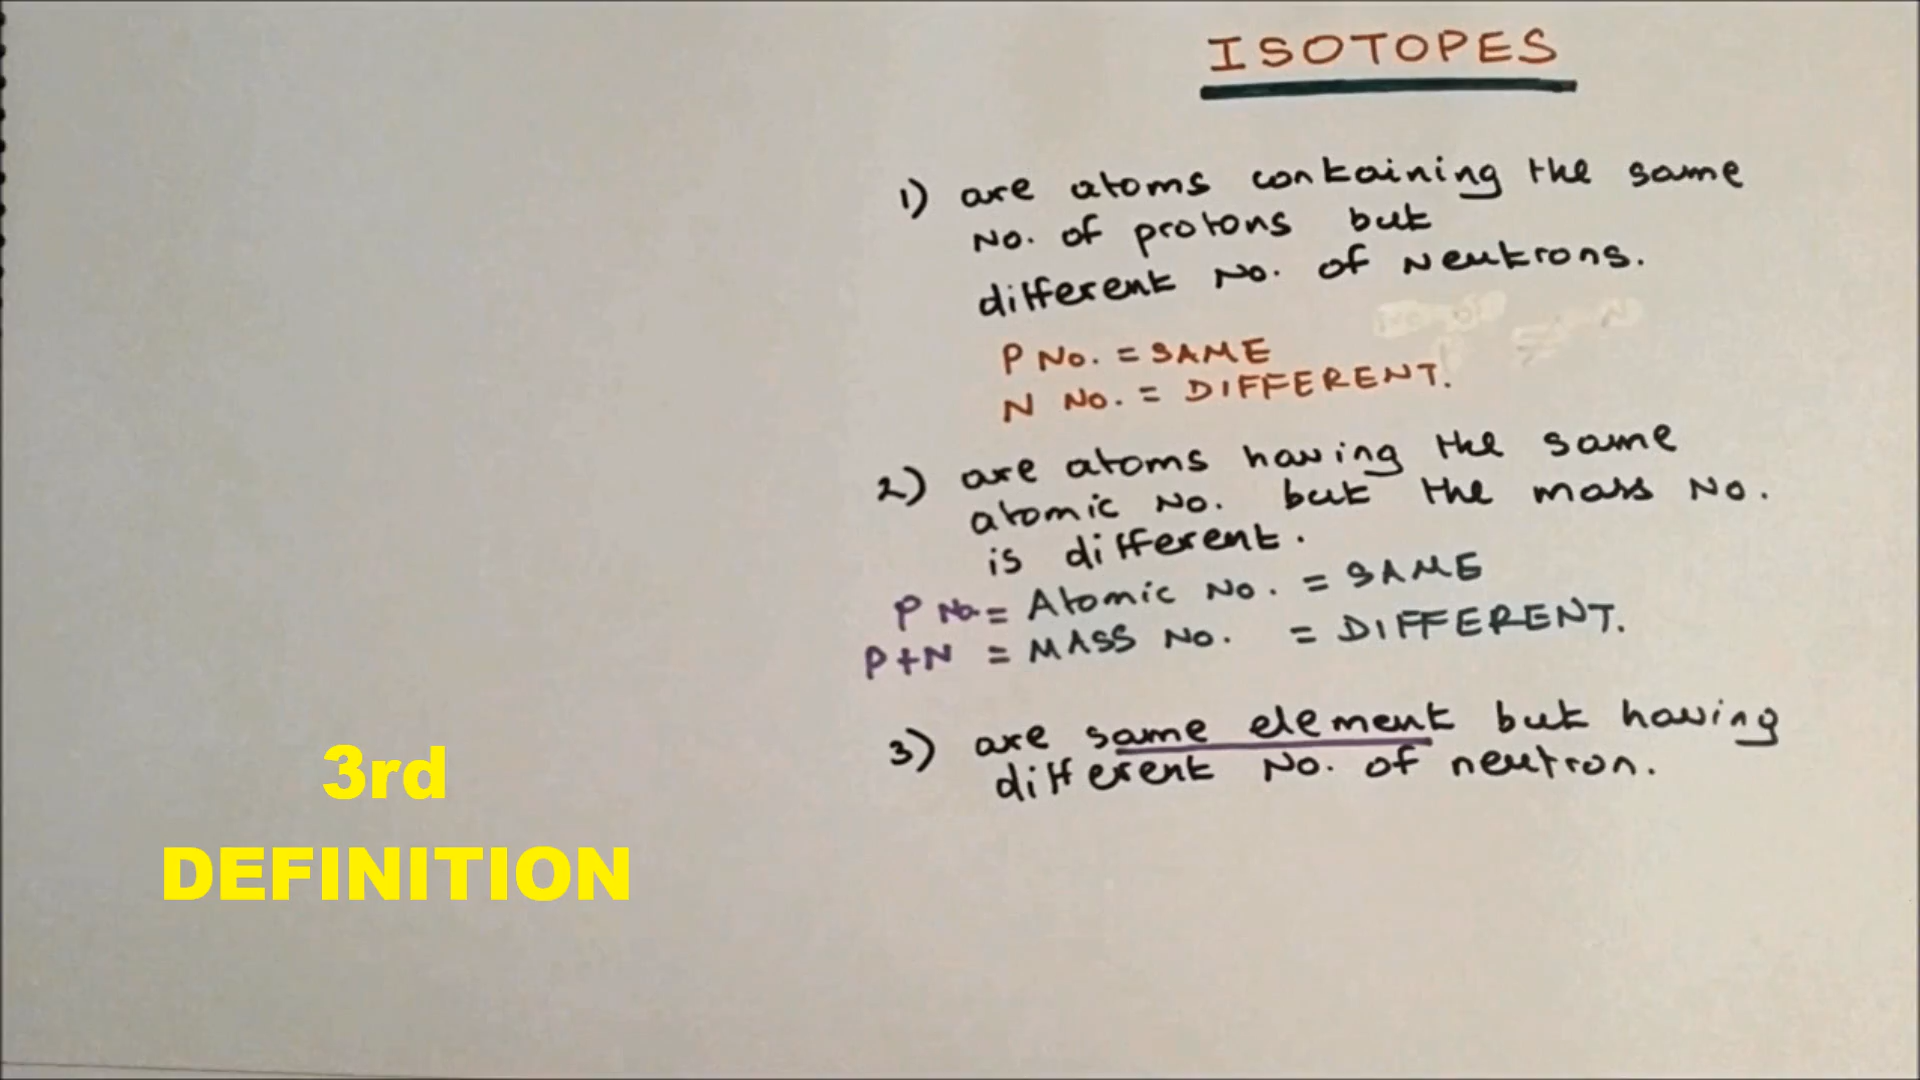 ISOTOPES
1) are atoms containing the same
No. of protons but
different No. of Neutrons.
P No. = SAME
N No. = DIFFERENT.
2) are atoms having the same
atomic No. but the mass No.
is different.
P No. = Atomic No. = SAME
P+N = MASS No. = DIFFERENT.
3) are same element but having
different No. of neutron.
3rd
DEFINITION